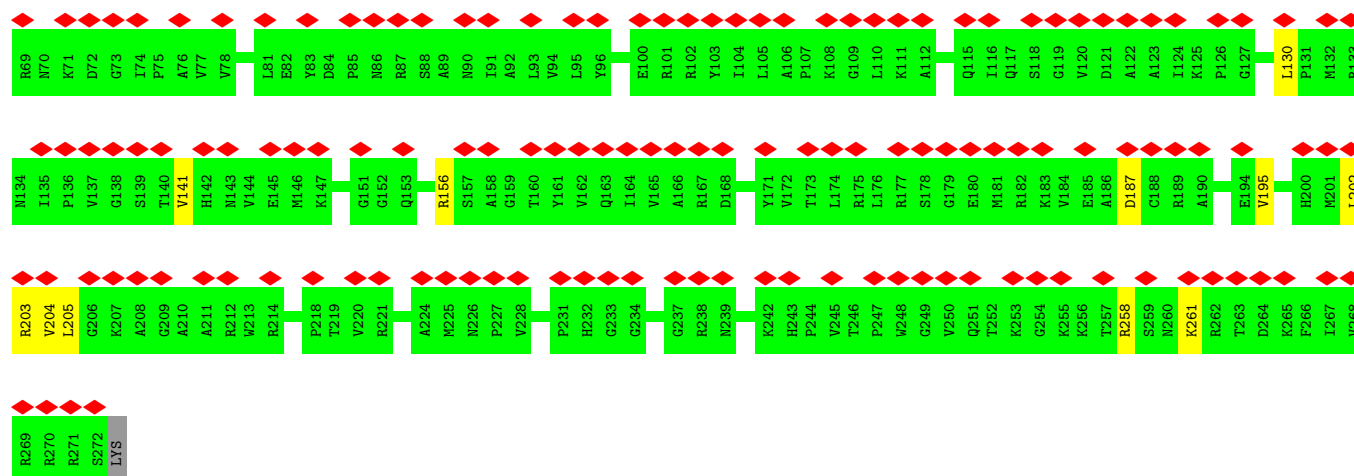 R69 N70 K71 D72 G73 I74 P75 A76 V77 V78 L81 E82 Y83 D84 P85 N86 R87 S88 A89 N90 I91 A92 L93 V94 L95 Y96 E100 R101 R102 Y103 I104 L105 A106 P107 K108 G109 L110 K111 A112 Q115 I116 Q117 S118 G119 V120 D121 A122 A123 I124 K125 P126 G127 L130 P131 M132 R133
N134 I135 P136 V137 G138 S139 T140 V141 H142 N143 V144 E145 M146 K147 G151 G152 Q153 R156 S157 A158 G159 T160 Y161 V162 Q163 I164 V165 A166 R167 D168 Y171 V172 T173 L174 R175 L176 R177 S178 G179 E180 M181 R182 K183 V184 E185 A186 D187 C188 R189 A190 E194 V195 H200 M201 L202
R203 V204 L205 G206 K207 A208 G209 A210 A211 R212 W213 R214 P218 T219 V220 R221 A224 M225 N226 P227 V228 P231 H232 G233 G234 G237 R238 N239 K242 H243 P244 V245 T246 P247 W248 G249 V250 Q251 T252 K253 G254 K255 K256 T257 R258 S259 N260 K261 R262 T263 D264 K265 F266 I267 V268
R269 R270 R271 S272 LYS